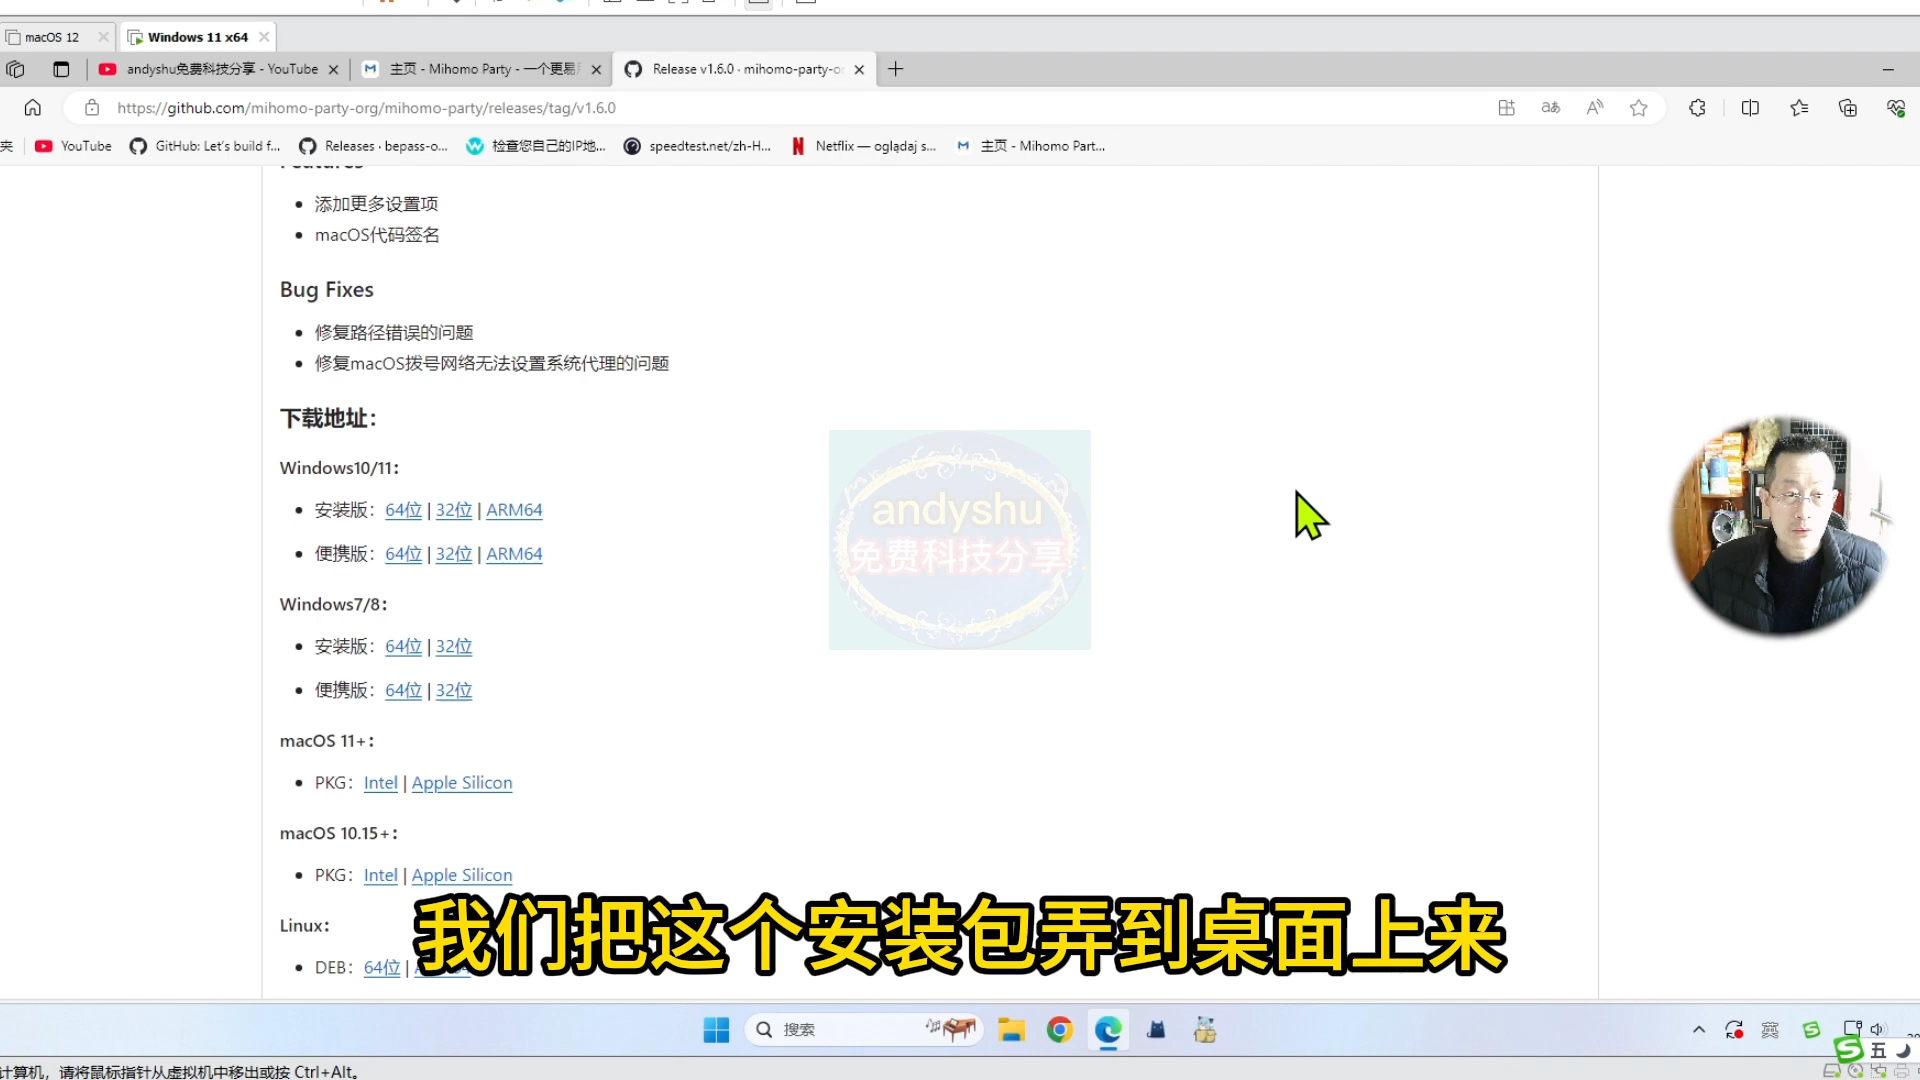 macOS 12
Windows 11 x64
andyshu免费科技分享 - YouTube
主页 - Mihomo Party - 一个更易
Release v1.6.0 · mihomo-party-or
https://github.com/mihomo-party-org/mihomo-party/releases/tag/v1.6.0
夹
YouTube
GitHub: Let's build f...
Releases · bepass-o...
检查您自己的IP地...
speedtest.net/zh-H...
Netflix — oglądaj s...
主页 - Mihomo Part...
Features
添加更多设置项
macOS代码签名
Bug Fixes
修复路径错误的问题
修复macOS拨号网络无法设置系统代理的问题
下载地址：
Windows10/11：
安装版： 64位 | 32位 | ARM64
便携版： 64位 | 32位 | ARM64
Windows7/8：
安装版： 64位 | 32位
便携版： 64位 | 32位
macOS 11+：
PKG： Intel | Apple Silicon
macOS 10.15+：
PKG： Intel | Apple Silicon
Linux：
DEB： 64位 |
andyshu
免费科技分享
我们把这个安装包弄到桌面上来
搜索
英
五
计算机，请将鼠标指针从虚拟机中移出或按 Ctrl+Alt。